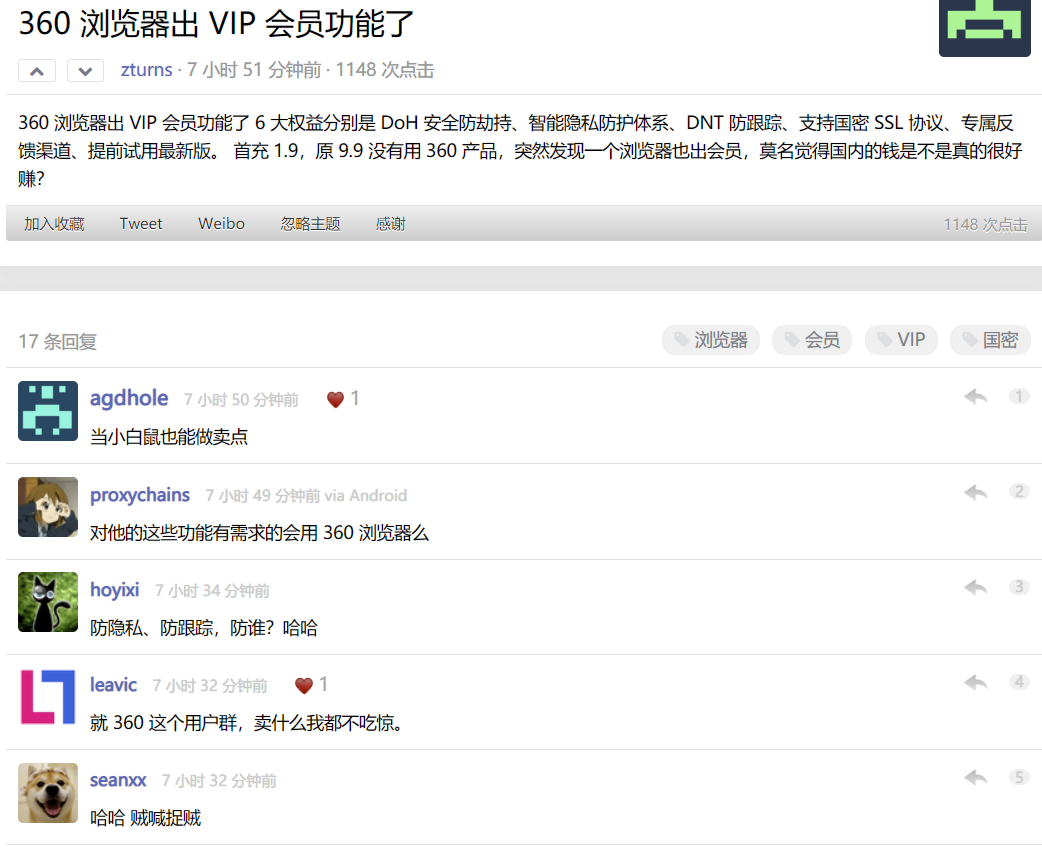 360 浏览器出 VIP 会员功能了
zturns · 7 小时 51 分钟前 · 1148 次点击
360 浏览器出 VIP 会员功能了 6 大权益分别是 DoH 安全防劫持、智能隐私防护体系、DNT 防跟踪、支持国密 SSL 协议、专属反
馈渠道、提前试用最新版。 首充 1.9，原 9.9 没有用 360 产品，突然发现一个浏览器也出会员，莫名觉得国内的钱是不是真的很好
赚？
加入收藏 Tweet Weibo 忽略主题 感谢 1148 次点击
17 条回复 浏览器 会员 VIP 国密
agdhole 7 小时 50 分钟前 1 1
当小白鼠也能做卖点
proxychains 7 小时 49 分钟前 via Android 2
对他的这些功能有需求的会用 360 浏览器么
hoyixi 7 小时 34 分钟前 3
防隐私、防跟踪，防谁？哈哈
leavic 7 小时 32 分钟前 1 4
就 360 这个用户群，卖什么我都不吃惊。
seanxx 7 小时 32 分钟前 5
哈哈 贼喊捉贼